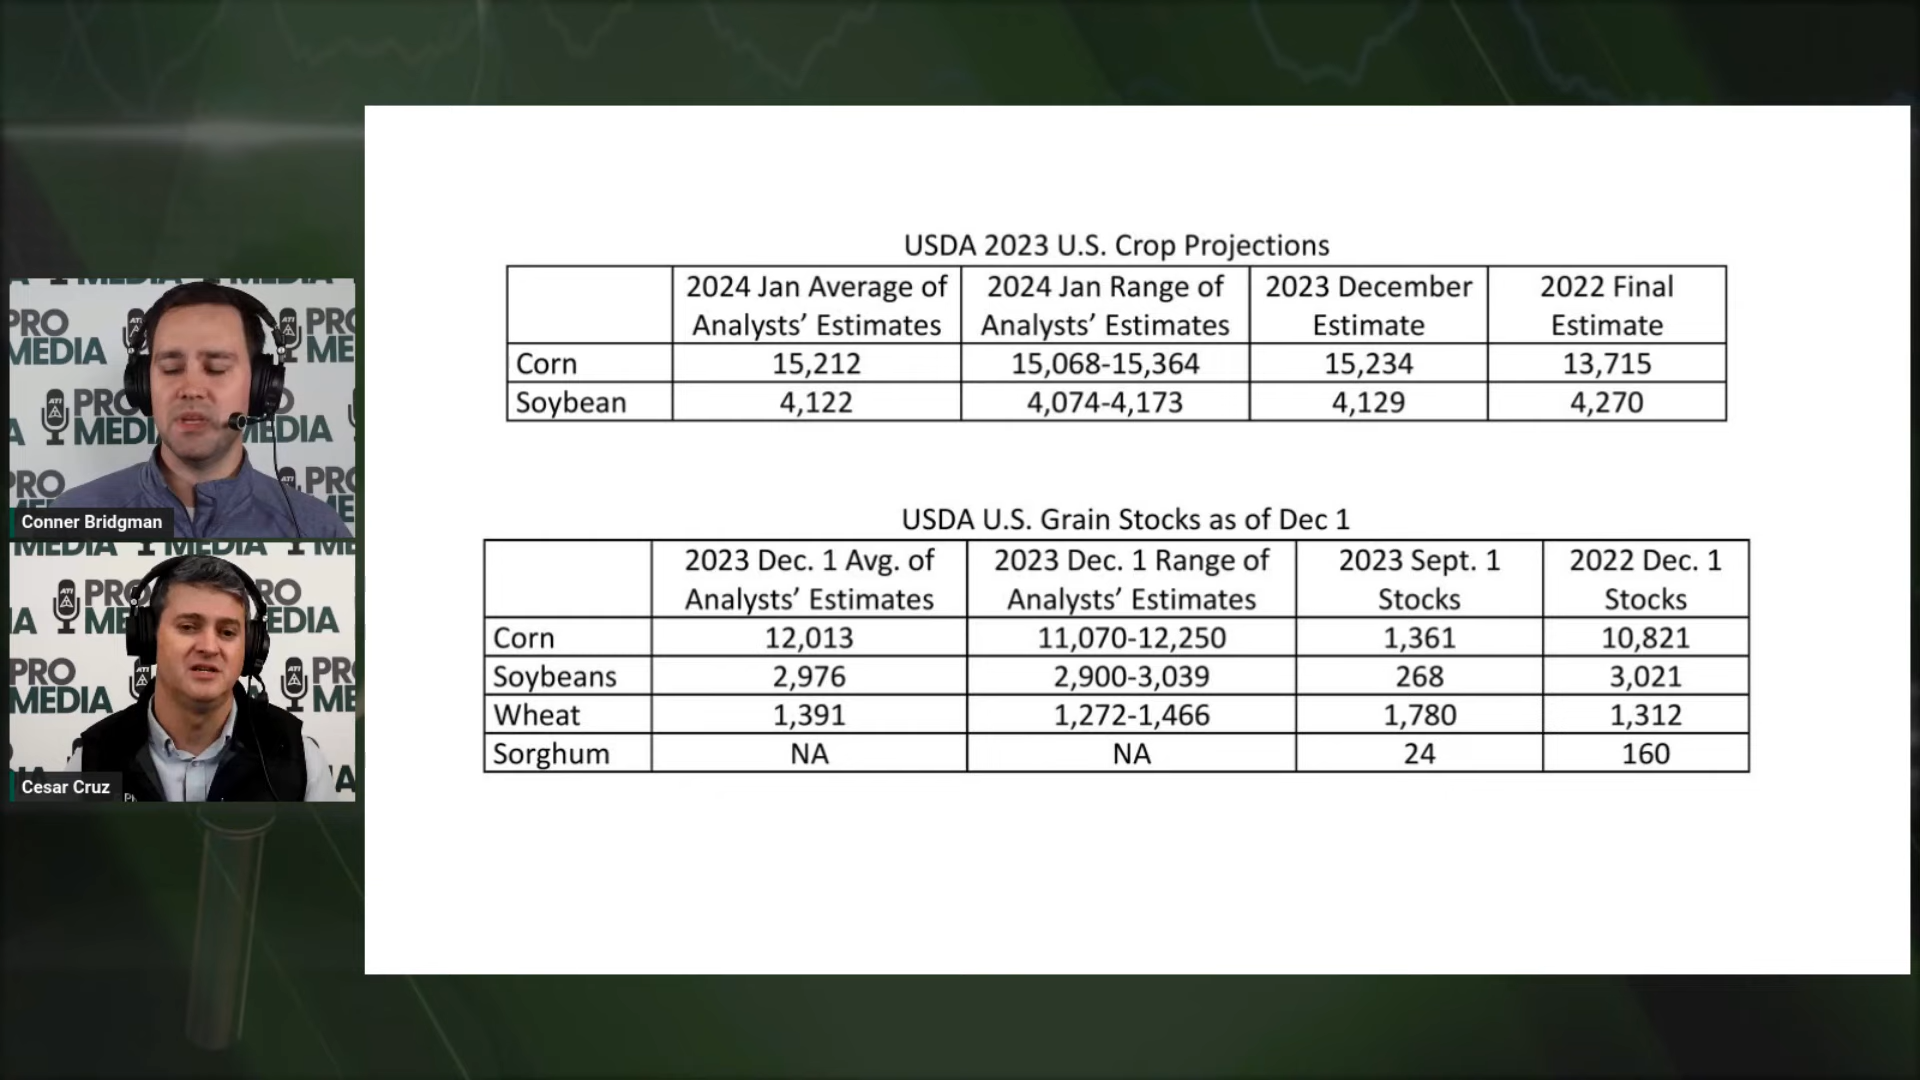 USDA 2023 U.S. Crop Projections
2024 Jan Average of Analysts’ Estimates 2024 Jan Range of Analysts’ Estimates 2023 December Estimate 2022 Final Estimate
Corn 15,212 15,068-15,364 15,234 13,715
Soybean 4,122 4,074-4,173 4,129 4,270
USDA U.S. Grain Stocks as of Dec 1
2023 Dec. 1 Avg. of Analysts’ Estimates 2023 Dec. 1 Range of Analysts’ Estimates 2023 Sept. 1 Stocks 2022 Dec. 1 Stocks
Corn 12,013 11,070-12,250 1,361 10,821
Soybeans 2,976 2,900-3,039 268 3,021
Wheat 1,391 1,272-1,466 1,780 1,312
Sorghum NA NA 24 160
PRO
MEDIA
ATI
PRO
MEDIA
Conner Bridgman
PRO
MEDIA
ATI
Cesar Cruz